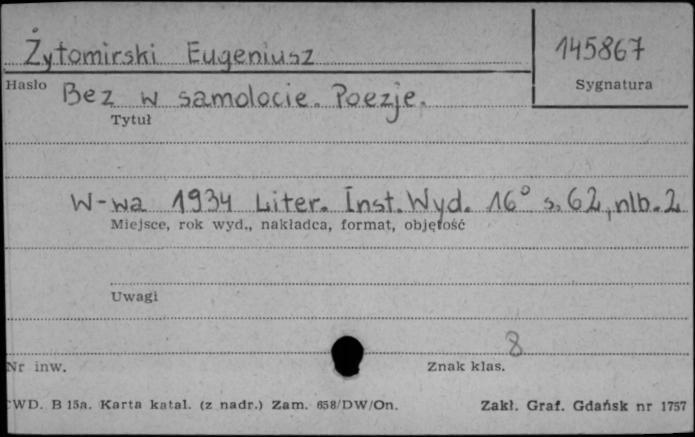 Żytomirski Eugeniusz
145867
Hasło
Sygnatura
Bez w samolocie. Poezje.
Tytuł
W-wa 1934 Liter. Inst. Wyd. 16° s. 62, nlb. 2
Miejsce, rok wyd., nakładca, format, objętość
Uwagi
8
Nr inw.
Znak klas.
WD. B 15a. Karta katal. (z nadr.) Zam. 658/DW/On.
Zakł. Graf. Gdańsk nr 1757